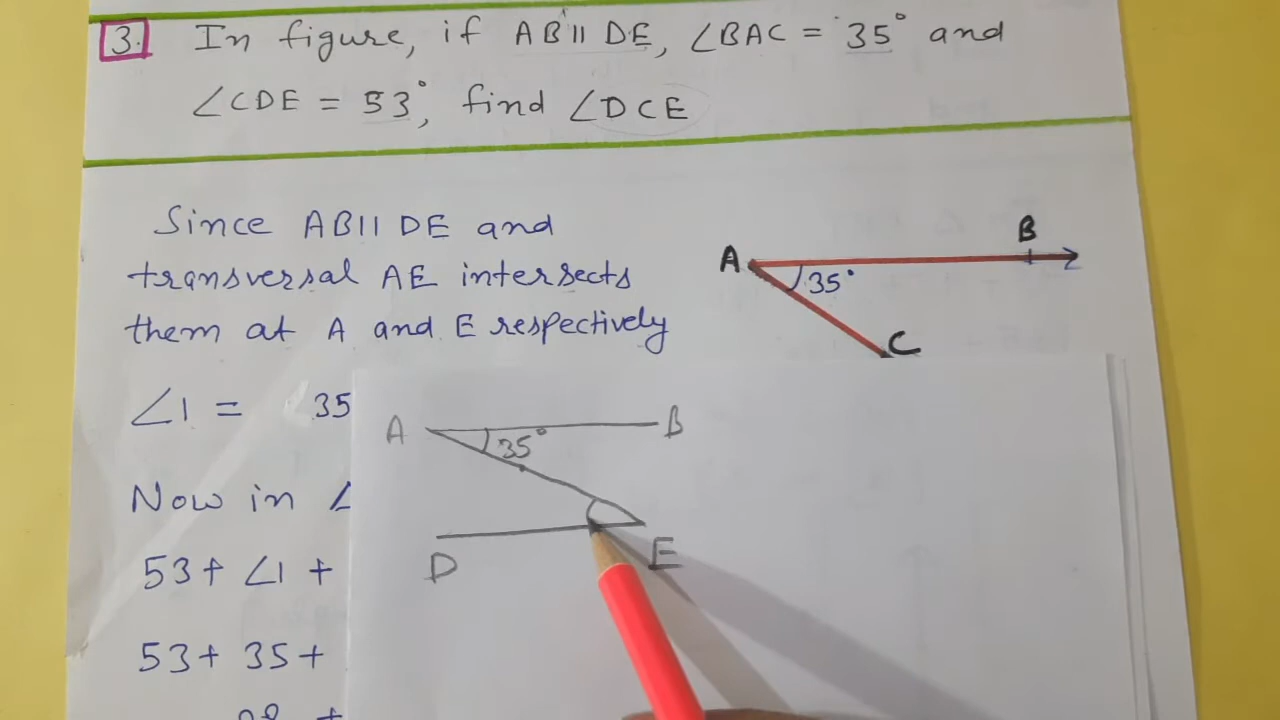 3. In figure, if AB || DE, ∠BAC = 35° and
∠CDE = 53°, find ∠DCE
Since AB || DE and
transversal AE intersects
them at A and E respectively
∠1 = 35
Now in ∠
53 + ∠1 +
53 + 35 +
A
B
35°
C
A
B
35°
D
E